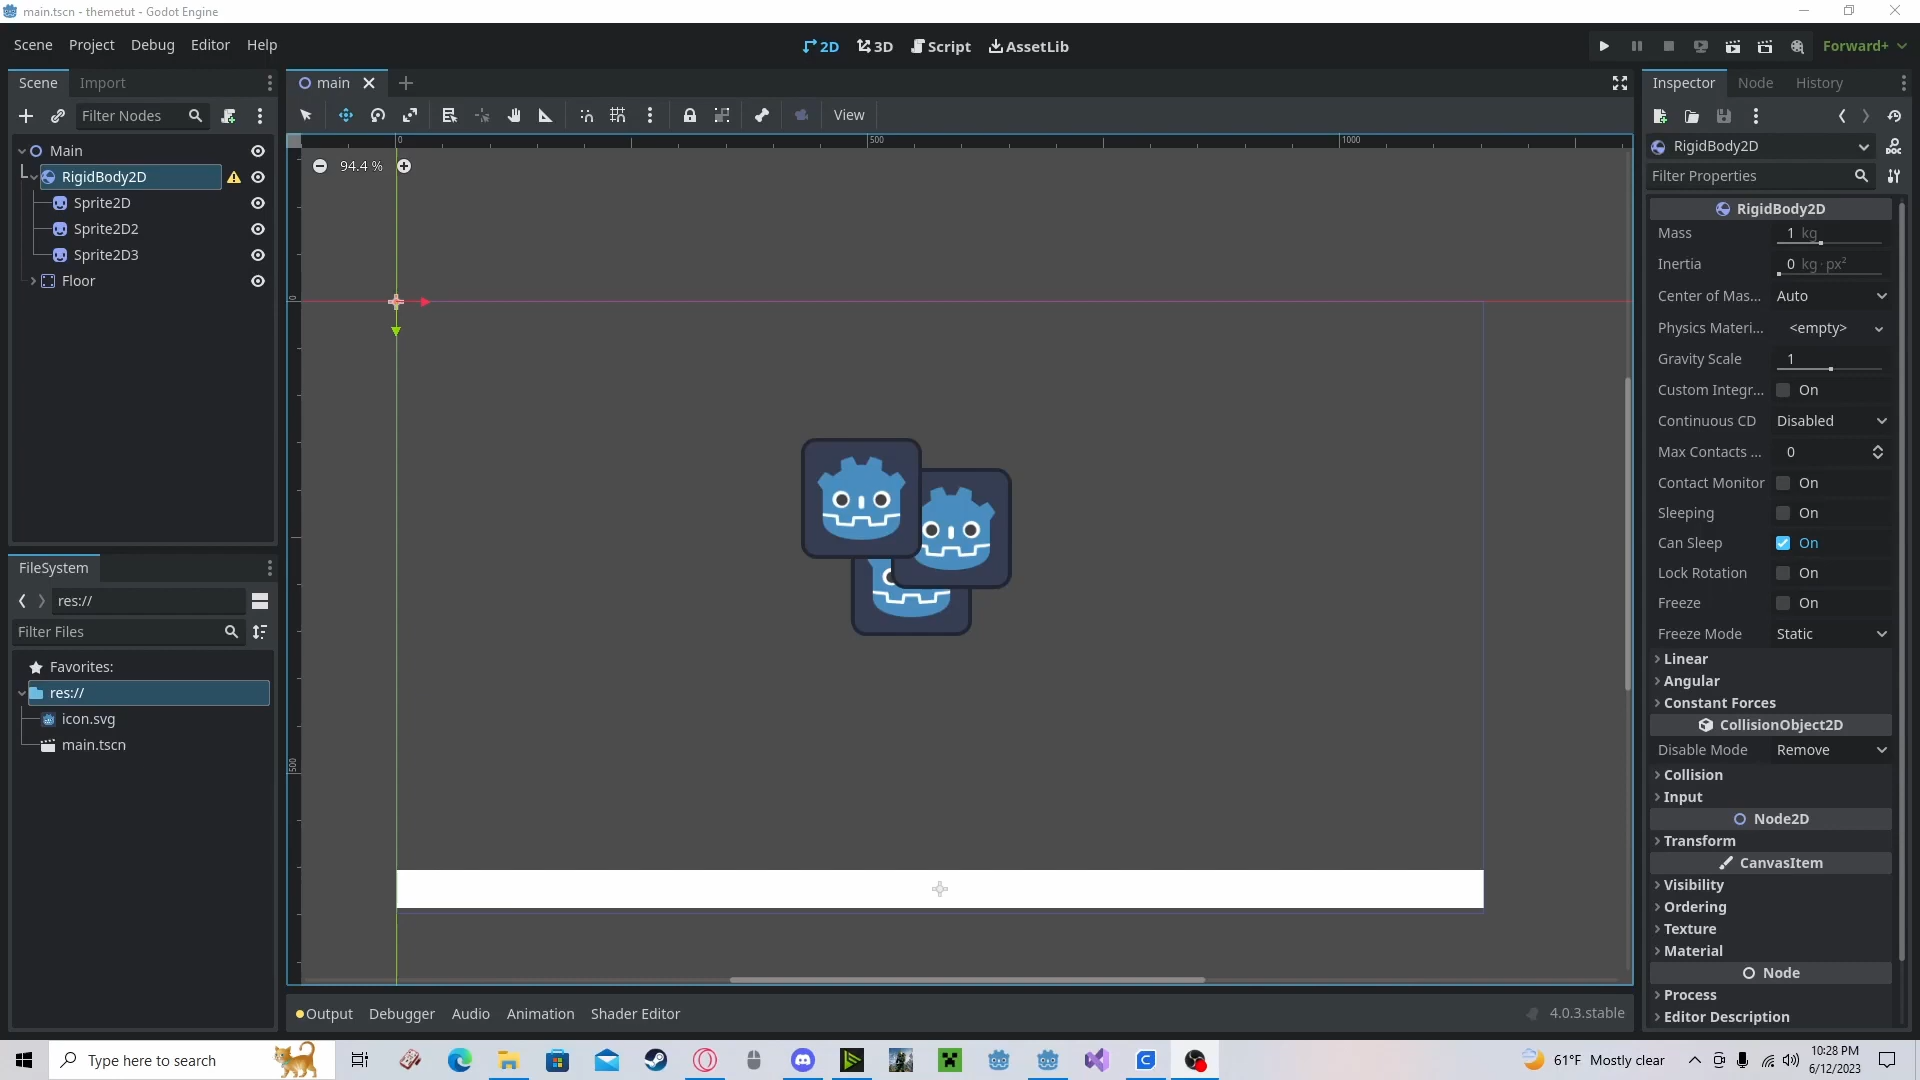 main.tscn - themetut - Godot Engine
Scene Project Debug Editor Help
2D 3D Script AssetLib
Forward+
Scene Import
main
Inspector Node History
Filter Nodes
View
RigidBody2D
Filter Properties
Main
RigidBody2D
Sprite2D
Sprite2D2
Sprite2D3
Floor
94.4 %
0
500
1000
0
500
RigidBody2D
Mass 1 kg
Inertia 0 kg·px²
Center of Mas... Auto
Physics Materi... <empty>
Gravity Scale 1
Custom Integr... On
Continuous CD Disabled
Max Contacts ... 0
Contact Monitor On
Sleeping On
Can Sleep On
Lock Rotation On
Freeze On
Freeze Mode Static
Linear
Angular
Constant Forces
CollisionObject2D
Disable Mode Remove
Collision
Input
Node2D
Transform
CanvasItem
Visibility
Ordering
Texture
Material
Node
Process
Editor Description
FileSystem
res://
Filter Files
Favorites:
res://
icon.svg
main.tscn
Output Debugger Audio Animation Shader Editor
4.0.3.stable
Type here to search
61°F Mostly clear
10:28 PM
6/12/2023